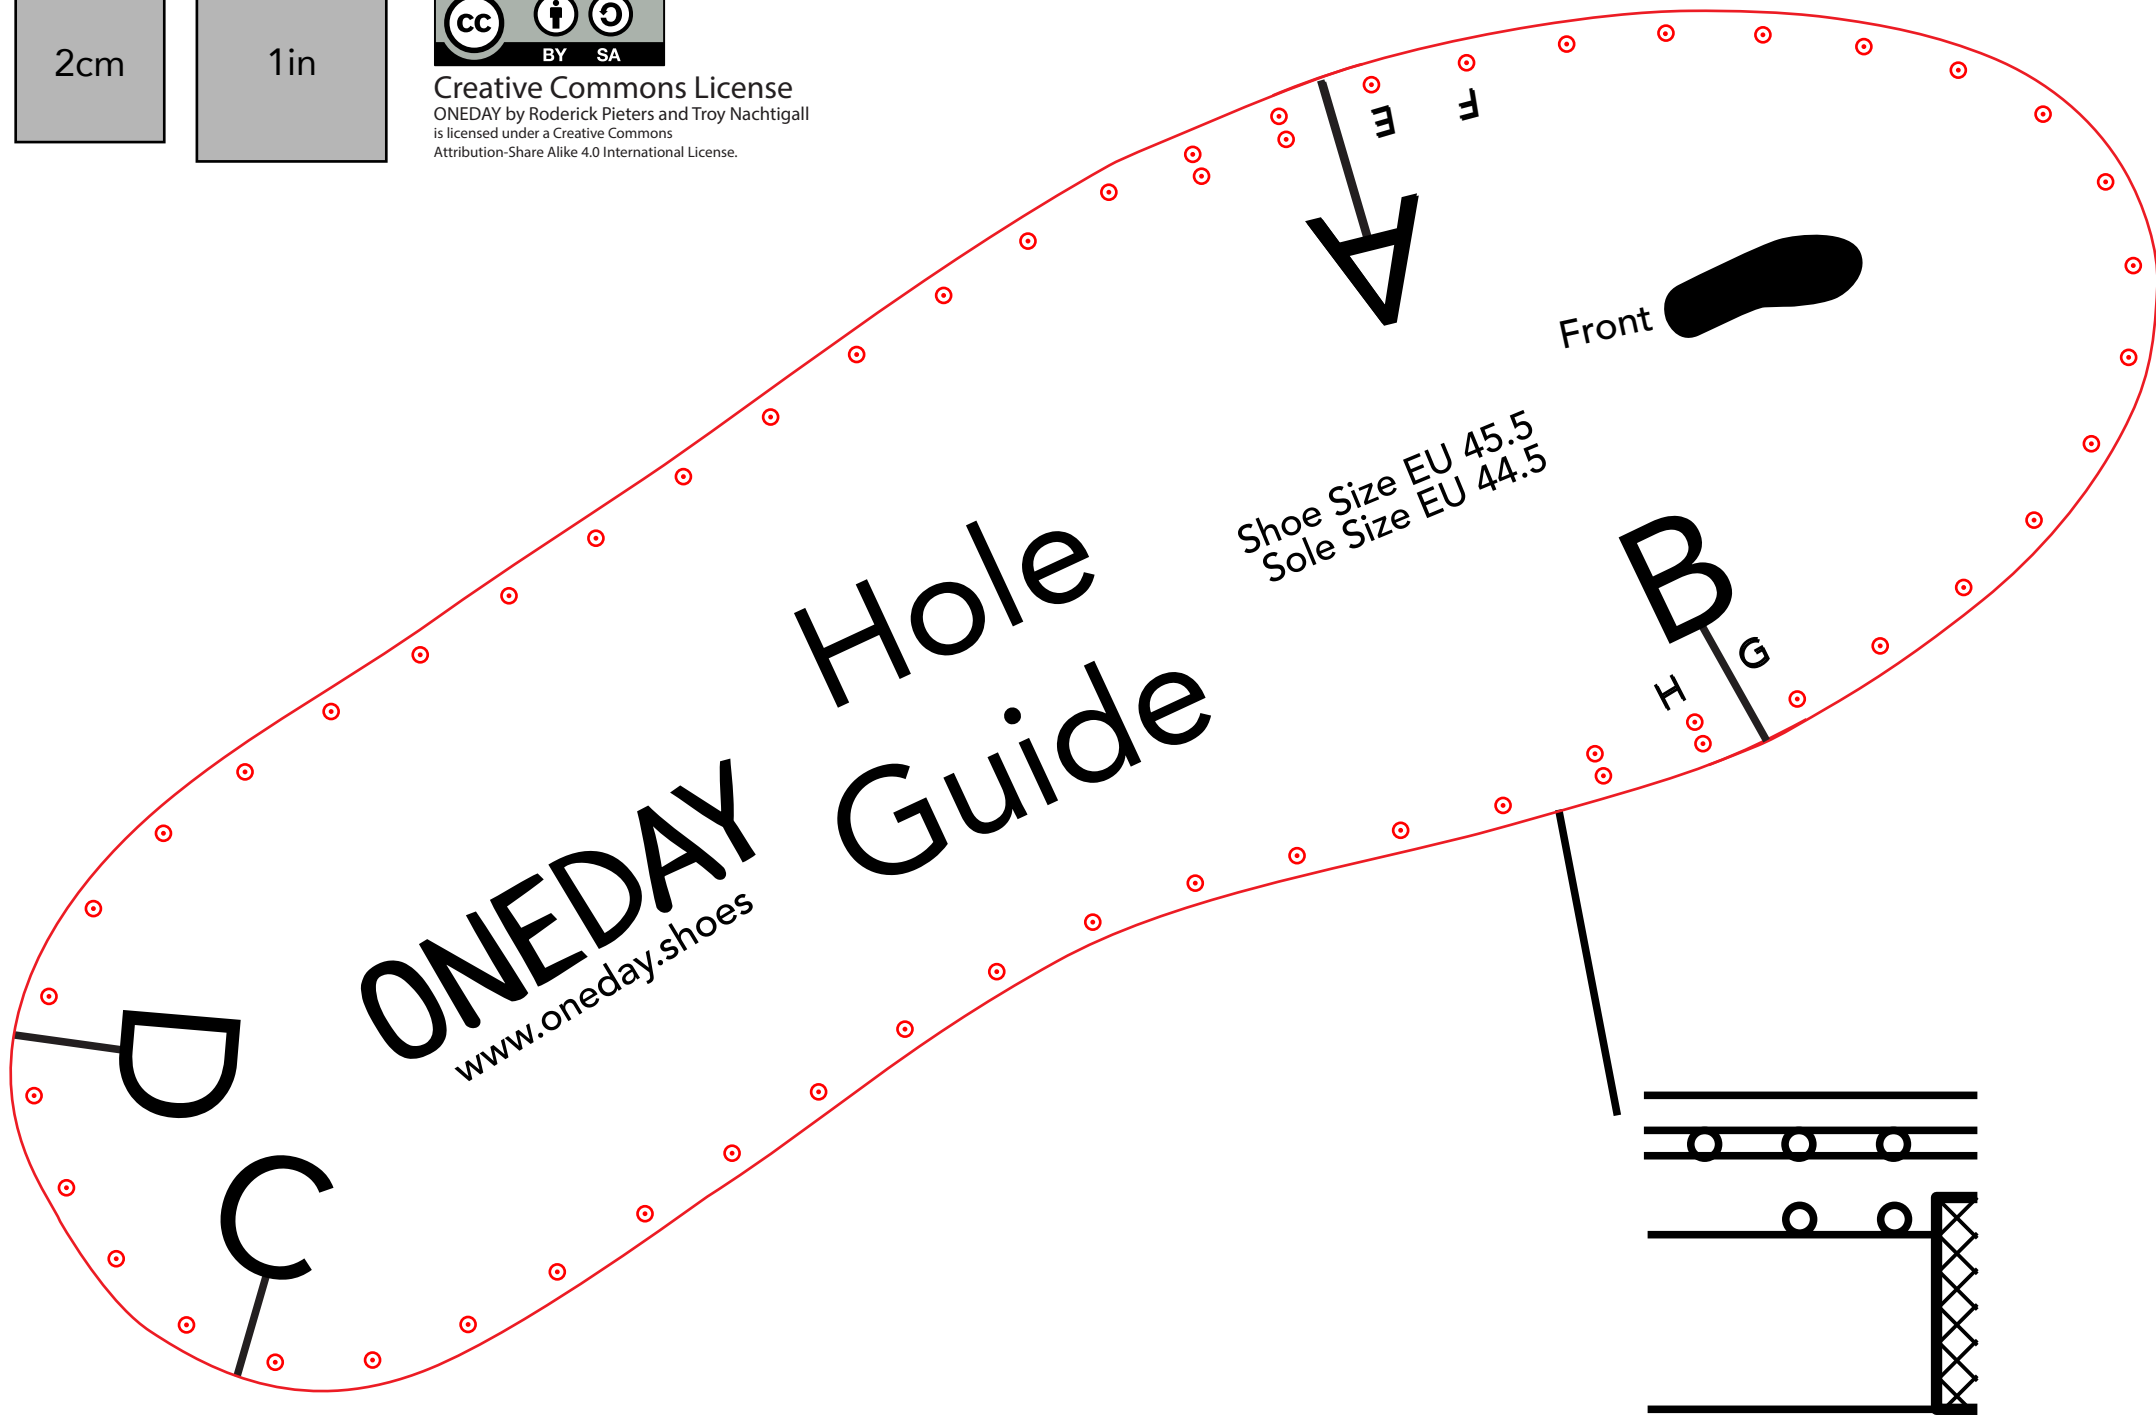 2cm
1in
cc
BY SA
Creative Commons License
ONEDAY by Roderick Pieters and Troy Nachtigall
is licensed under a Creative Commons
Attribution-Share Alike 4.0 International License.
E
F
A
Front
Shoe Size EU 45.5
Sole Size EU 44.5
B
G
H
Hole
Guide
ONEDAY
www.oneday.shoes
D
C